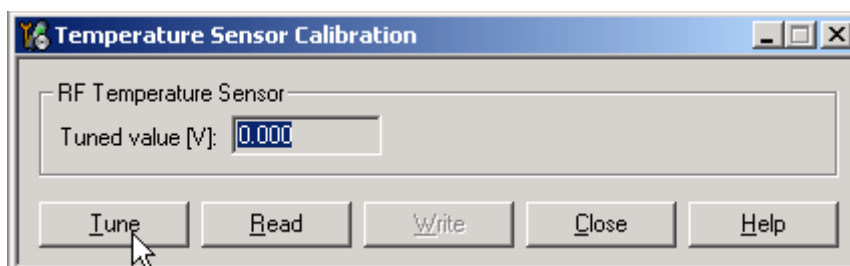 Temperature Sensor Calibration
RF Temperature Sensor
Tuned value [V]: 0.000
Tune Read Write Close Help